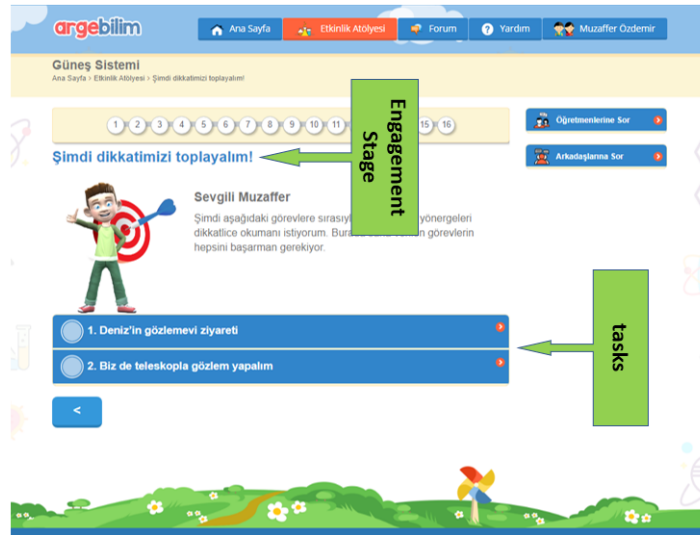 argebilim
Ana Sayfa
Etkinlik Atölyesi
Forum
Yardım
Muzaffer Özdemir
Güneş Sistemi
Ana Sayfa › Etkinlik Atölyesi › Şimdi dikkatimizi toplayalım!
1 2 3 4 5 6 7 8 9 10 11 15 16
Öğretmenlerine Sor
Arkadaşlarına Sor
Engagement
Stage
Şimdi dikkatimizi toplayalım!
Sevgili Muzaffer
Şimdi aşağıdaki görevlere yönergeleri
dikkatlice okumanı istiyorum. görevlerin
hepsini başarman gerekiyor.
1. Deniz'in gözlemevi ziyareti
2. Biz de teleskopla gözlem yapalım
tasks
<